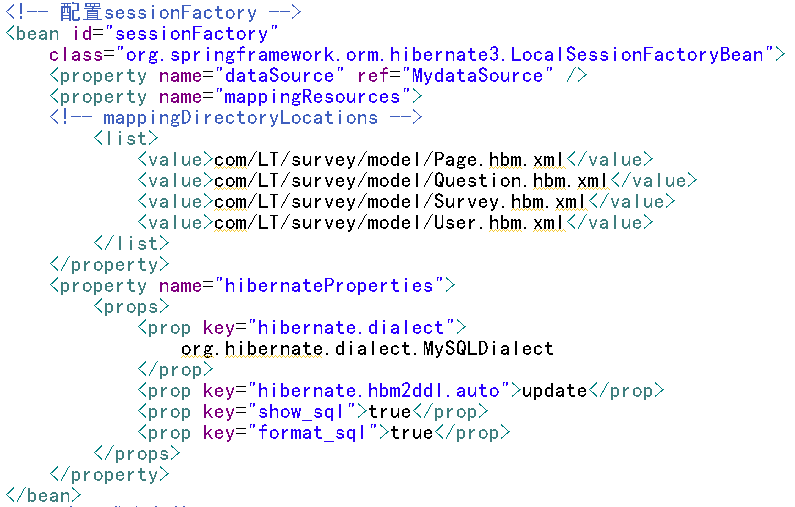 <!-- 配置sessionFactory -->
<bean id="sessionFactory"
    class="org.springframework.orm.hibernate3.LocalSessionFactoryBean">
    <property name="dataSource" ref="MydataSource" />
    <property name="mappingResources">
    <!-- mappingDirectoryLocations -->
        <list>
            <value>com/LT/survey/model/Page.hbm.xml</value>
            <value>com/LT/survey/model/Question.hbm.xml</value>
            <value>com/LT/survey/model/Survey.hbm.xml</value>
            <value>com/LT/survey/model/User.hbm.xml</value>
        </list>
    </property>
    <property name="hibernateProperties">
        <props>
            <prop key="hibernate.dialect">
                org.hibernate.dialect.MySQLDialect
            </prop>
            <prop key="hibernate.hbm2ddl.auto">update</prop>
            <prop key="show_sql">true</prop>
            <prop key="format_sql">true</prop>
        </props>
    </property>
</bean>